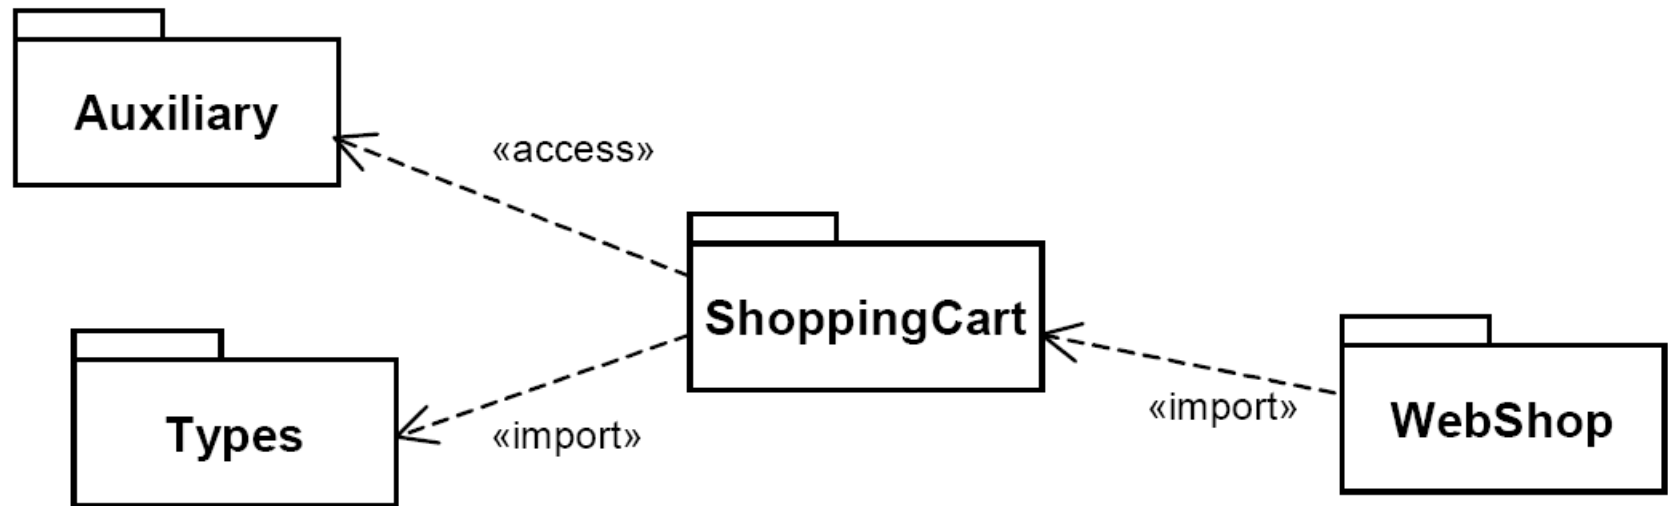 Auxiliary
«access»
ShoppingCart
Types
«import»
«import»
WebShop